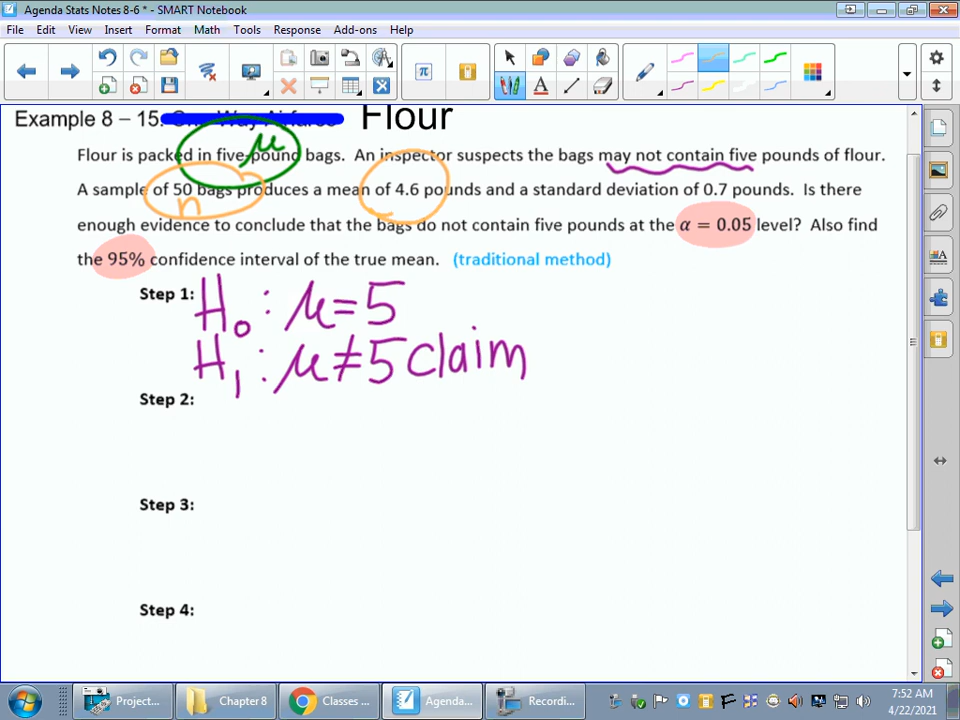 Agenda Stats Notes 8-6 * - SMART Notebook
File Edit View Insert Format Math Tools Response Add-ons Help
Example 8 – 15: Flour
Flour is packed in five-pound bags. An inspector suspects the bags may not contain five pounds of flour.
μ
A sample of 50 bags produces a mean of 4.6 pounds and a standard deviation of 0.7 pounds. Is there
n
enough evidence to conclude that the bags do not contain five pounds at the α = 0.05 level? Also find
the 95% confidence interval of the true mean. (traditional method)
Step 1: H₀ : μ = 5
H₁ : μ ≠ 5 Claim
Step 2:
Step 3:
Step 4:
Project... Chapter 8 Classes ... Agenda... Recordi...
7:52 AM
4/22/2021